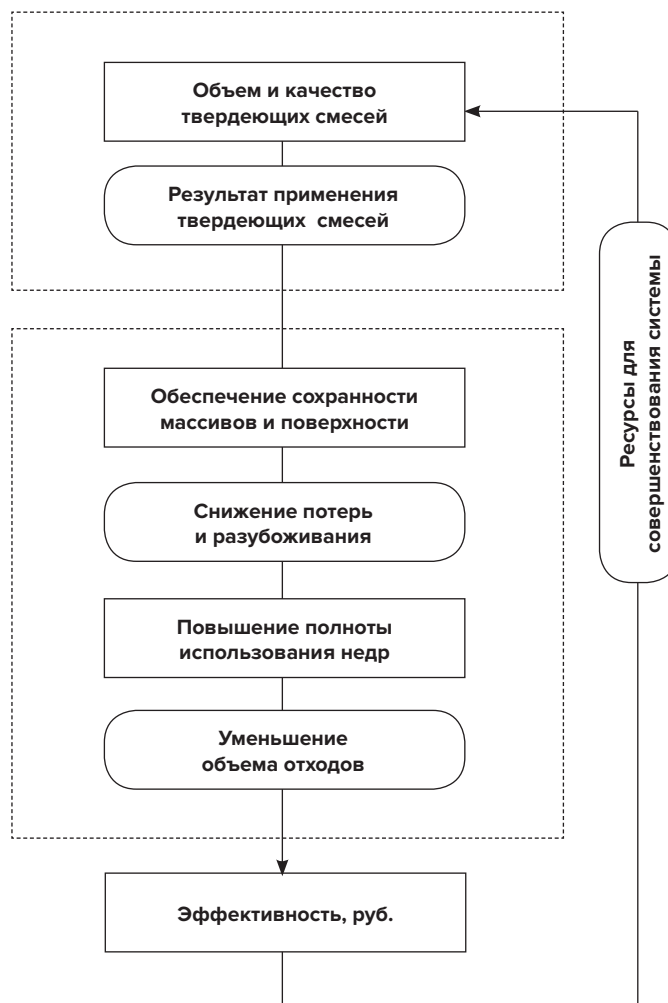 Объем и качество
твердеющих смесей
Результат применения
твердеющих смесей
Обеспечение сохранности
массивов и поверхности
Снижение потерь
и разубоживания
Повышение полноты
использования недр
Уменьшение
объема отходов
Эффективность, руб.
Ресурсы для
совершенствования системы